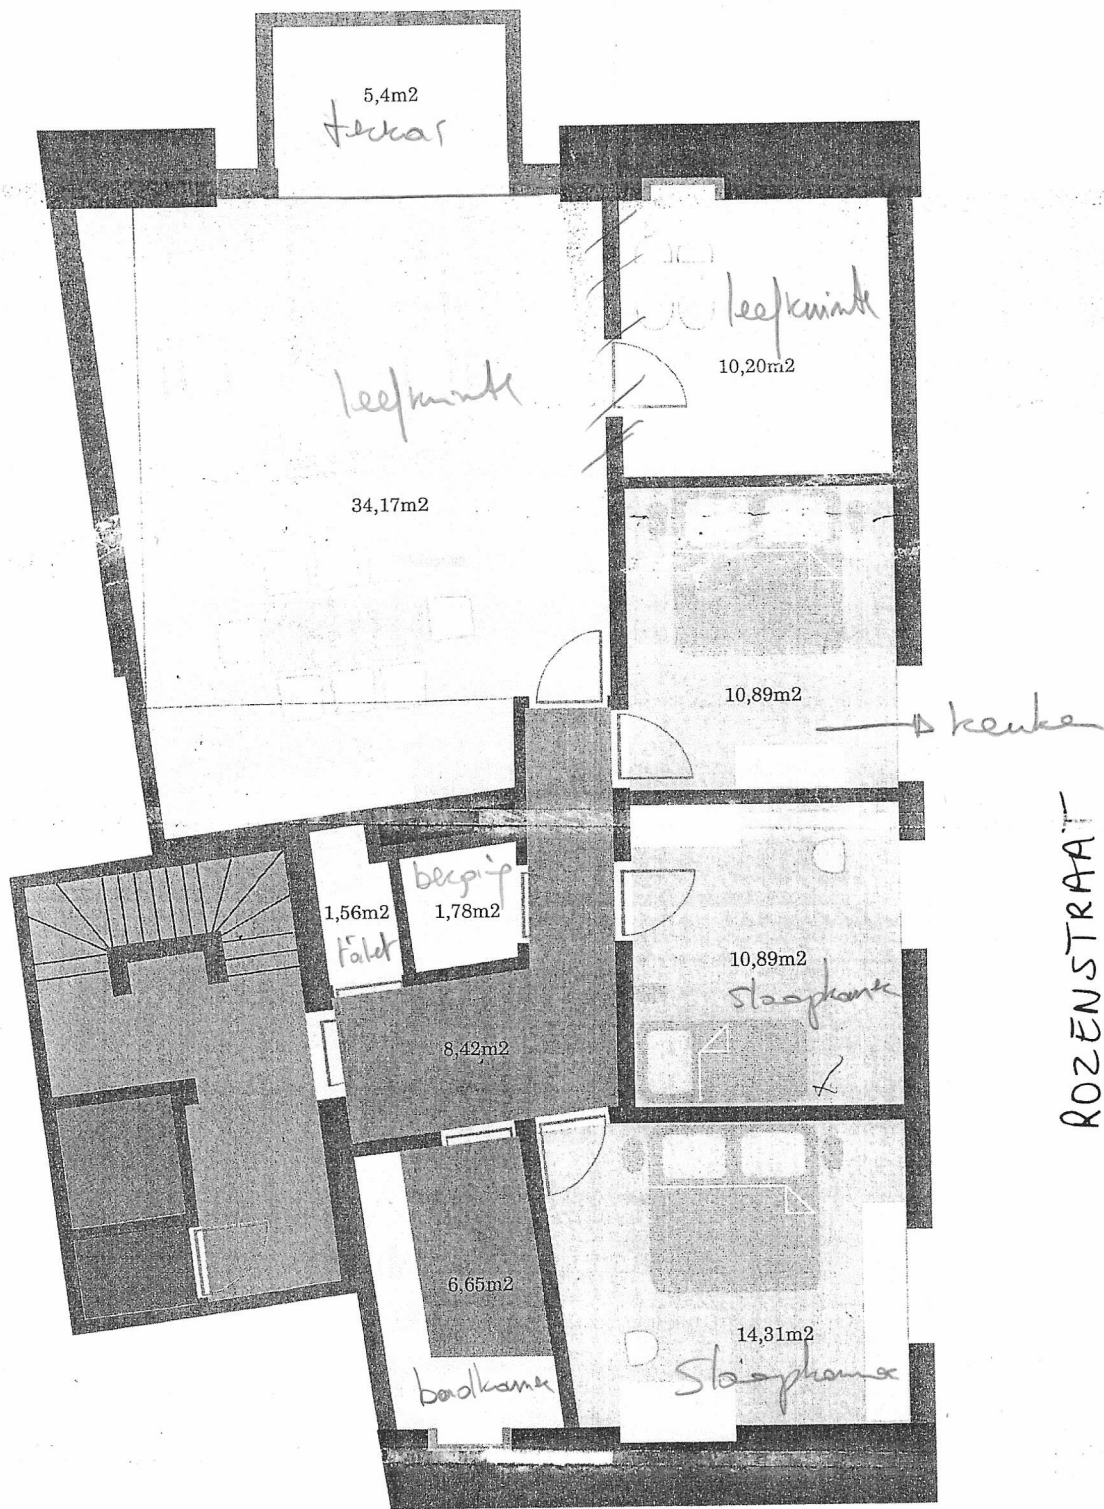 5,4m2
terras
leefruimte
10,20m2
leefruimte
34,17m2
10,89m2
keuken
berging
1,56m2
1,78m2
toilet
10,89m2
slaapkamer
8,42m2
ROZENSTRAAT
6,65m2
14,31m2
badkamer
Slaapkamer